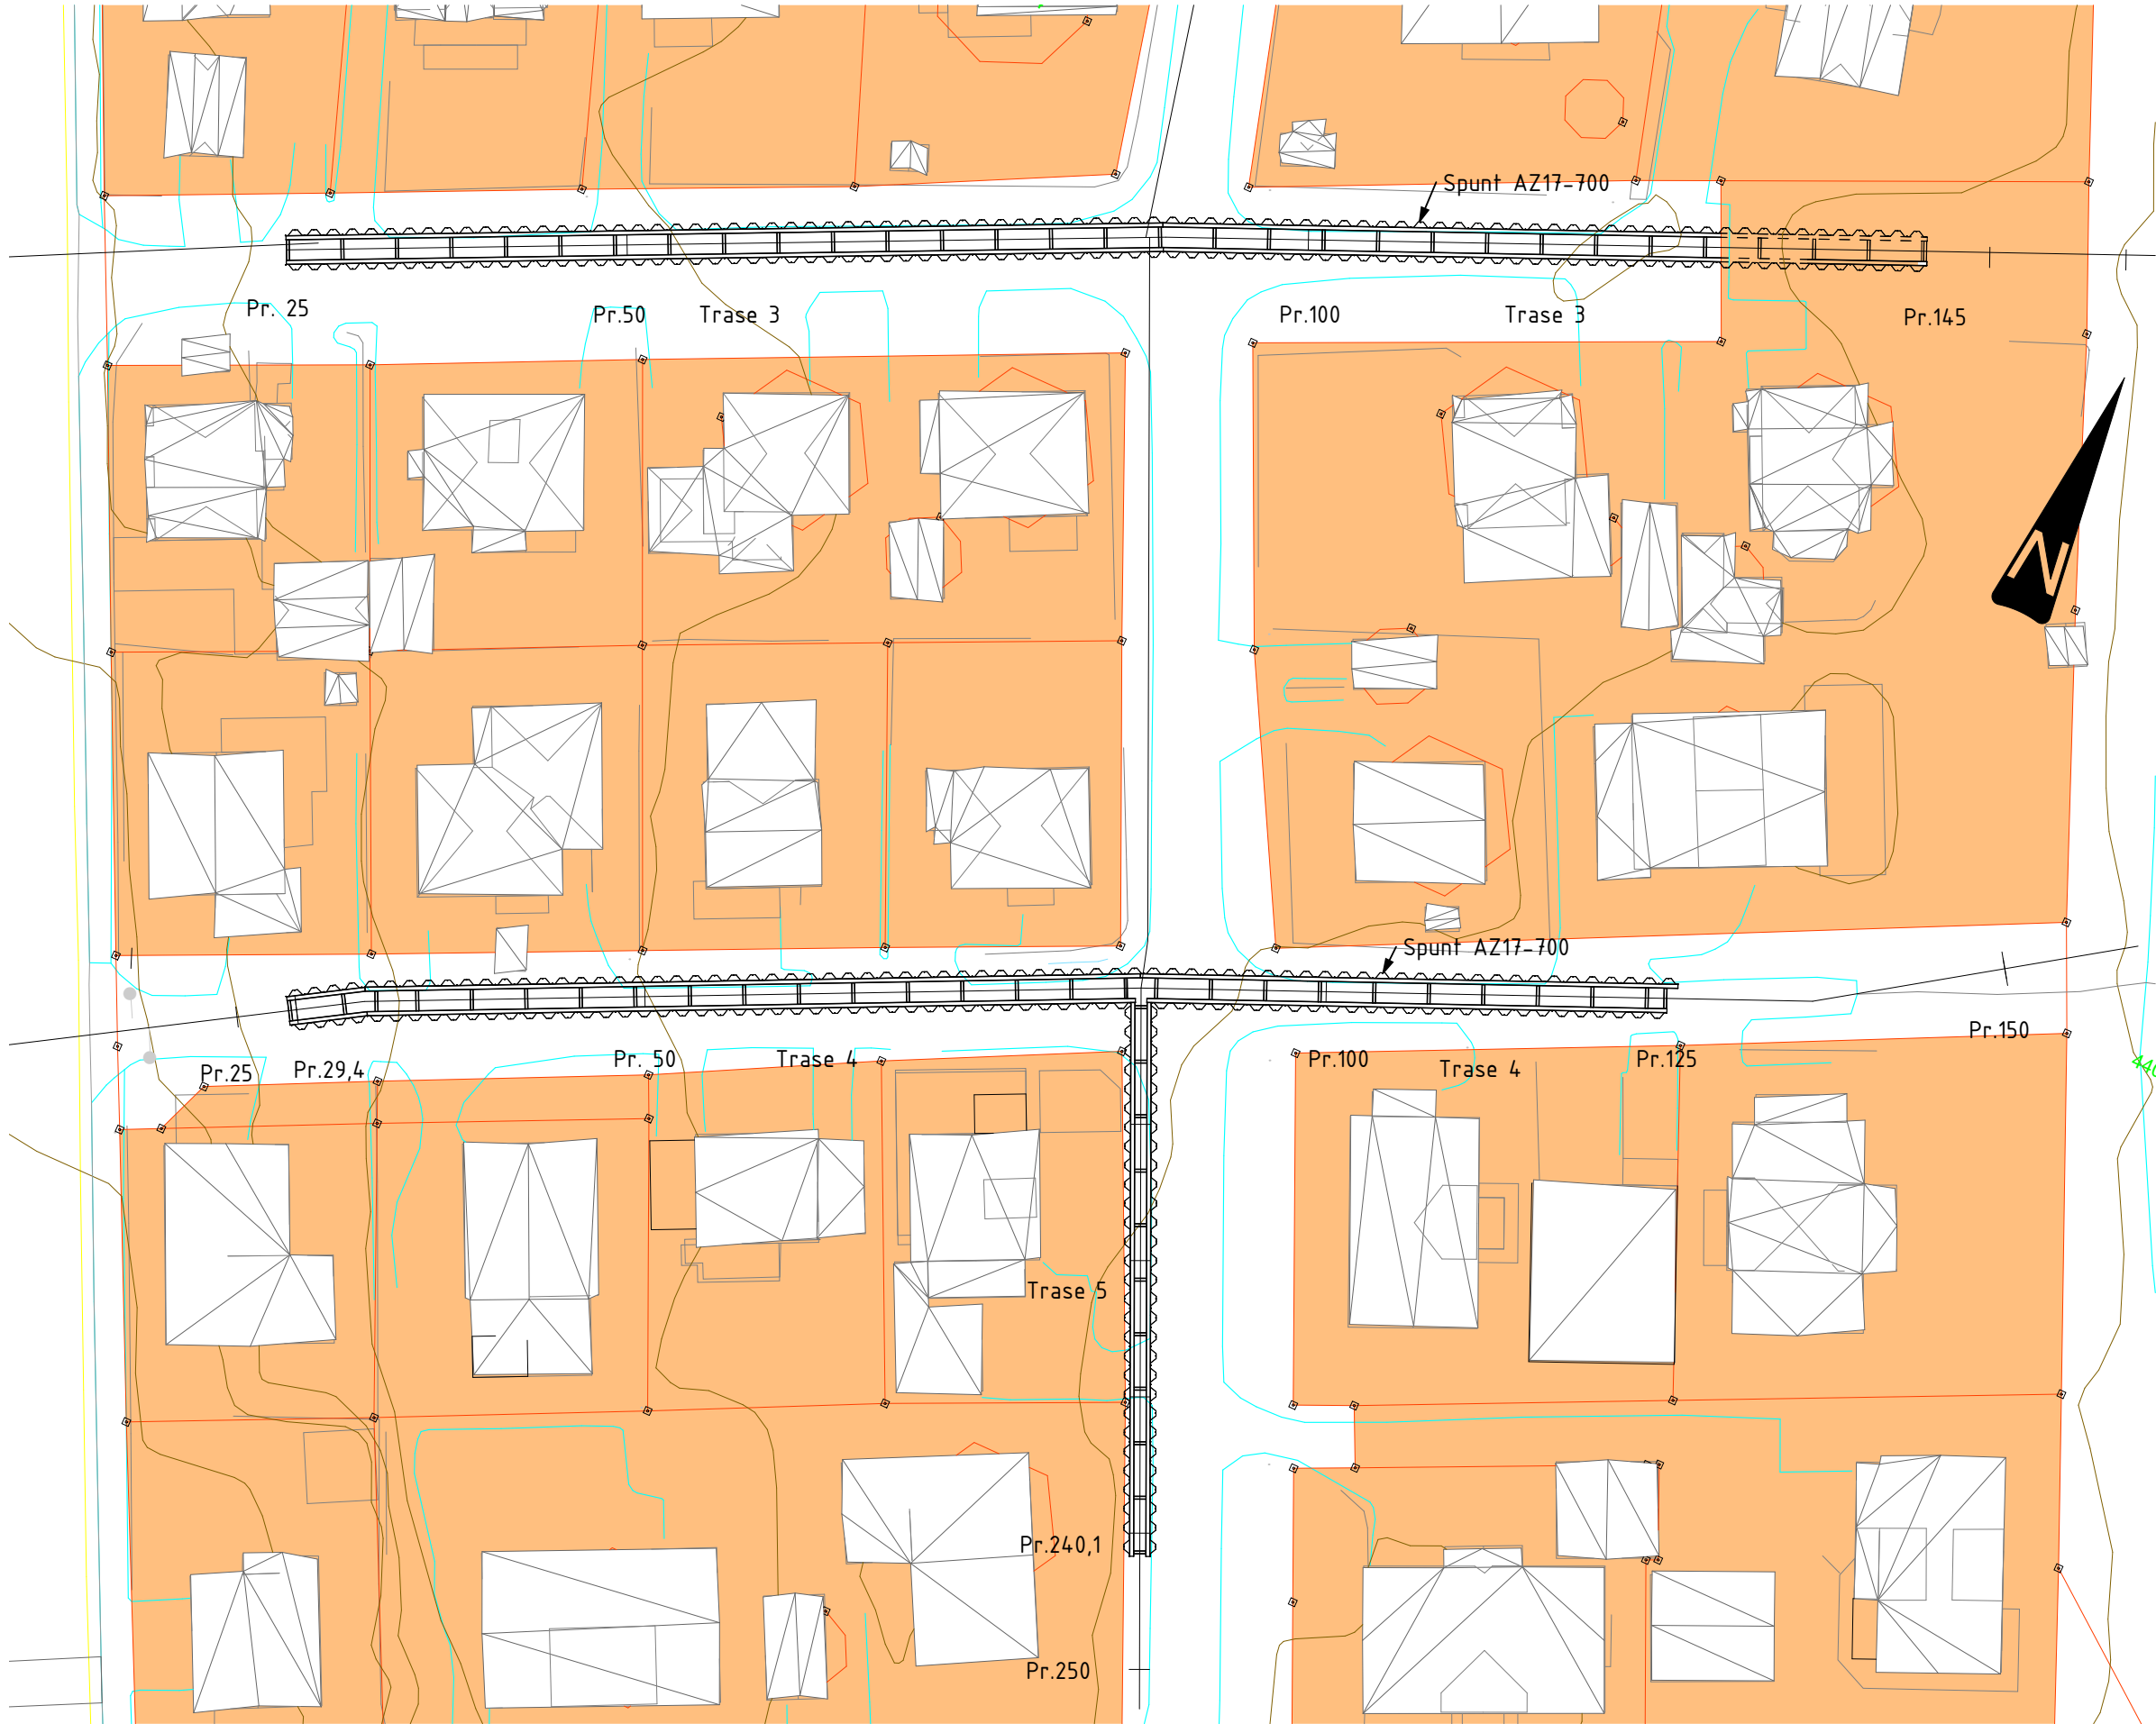 Spunt AZ17-700
Pr. 25
Pr.50
Trase 3
Pr.100
Trase 3
Pr.145
N
Spunt AZ17-700
Pr.25
Pr.29,4
Pr. 50
Trase 4
Pr.100
Trase 4
Pr.125
Pr.150
Trase 5
Pr.240,1
Pr.250